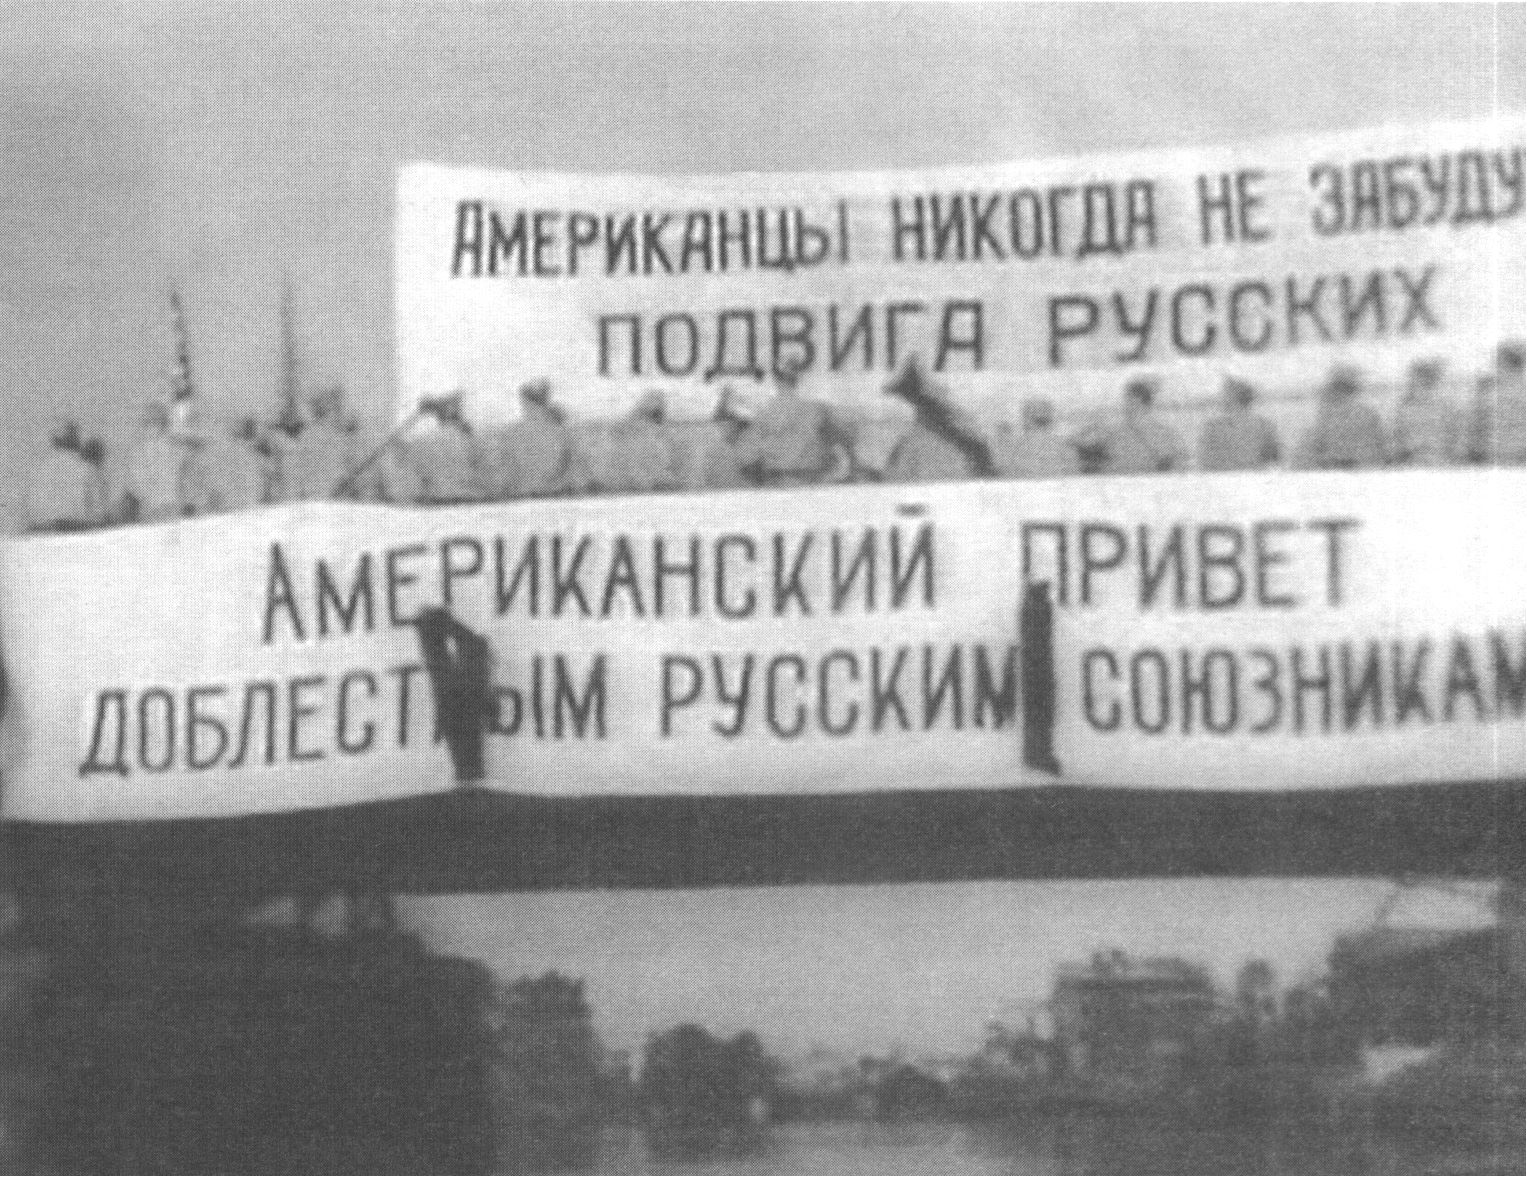 Американцы никогда не забуду
подвига русских
Американский привет
доблестным русским союзникам